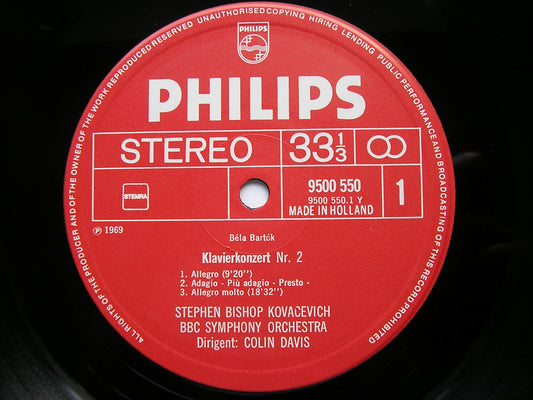 ALL RIGHTS OF THE PRODUCER AND OF THE OWNER OF THE WORK REPRODUCED RESERVED UNAUTHORISED COPYING HIRING LENDING PUBLIC PERFORMANCE AND BROADCASTING OF THIS RECORD PROHIBITED
PHILIPS
PHILIPS
STEREO 33 1/3
STEMRA
9500 550
9500 550.1 Y
MADE IN HOLLAND
1
℗ 1969
Béla Bartók
Klavierkonzert Nr. 2
1. Allegro (9'20'')
2. Adagio - Più adagio - Presto -
3. Allegro molto (18'32'')
STEPHEN BISHOP KOVACEVICH
BBC SYMPHONY ORCHESTRA
Dirigent: COLIN DAVIS